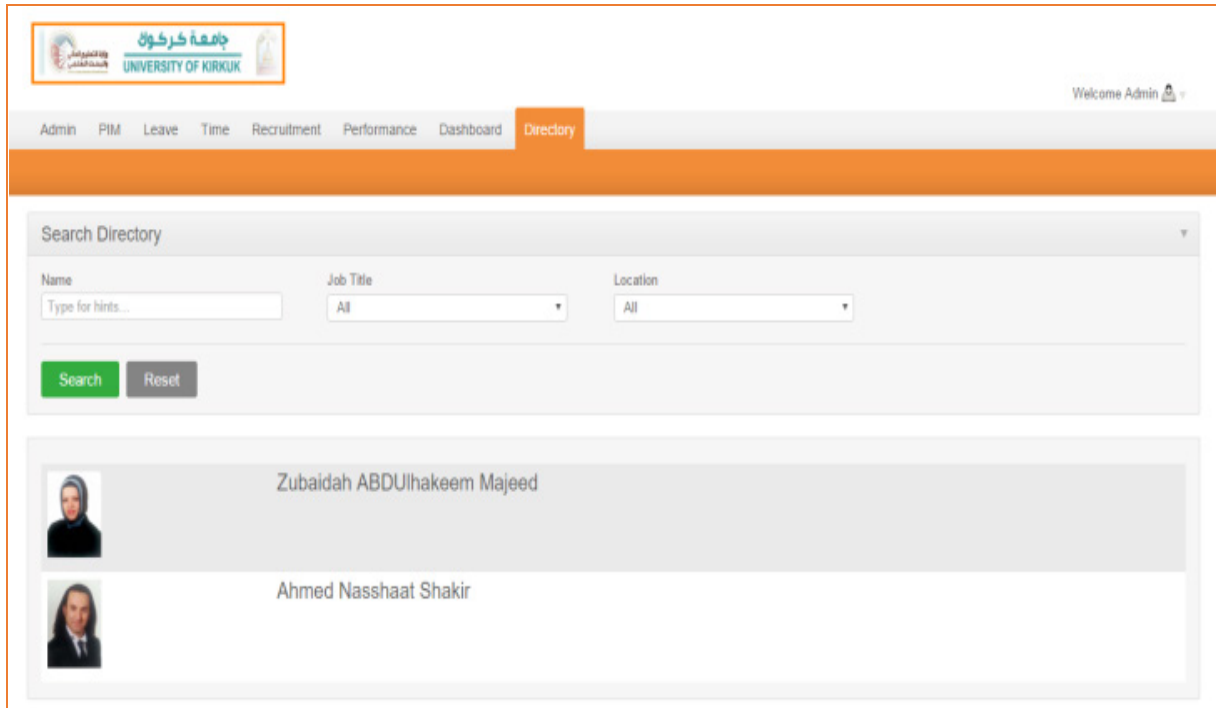 جامعة كركوك
UNIVERSITY OF KIRKUK
Welcome Admin
Admin PIM Leave Time Recruitment Performance Dashboard Directory
Search Directory
Name Job Title Location
Type for hints... All All
Search Reset
Zubaidah ABDUlhakeem Majeed
Ahmed Nasshaat Shakir